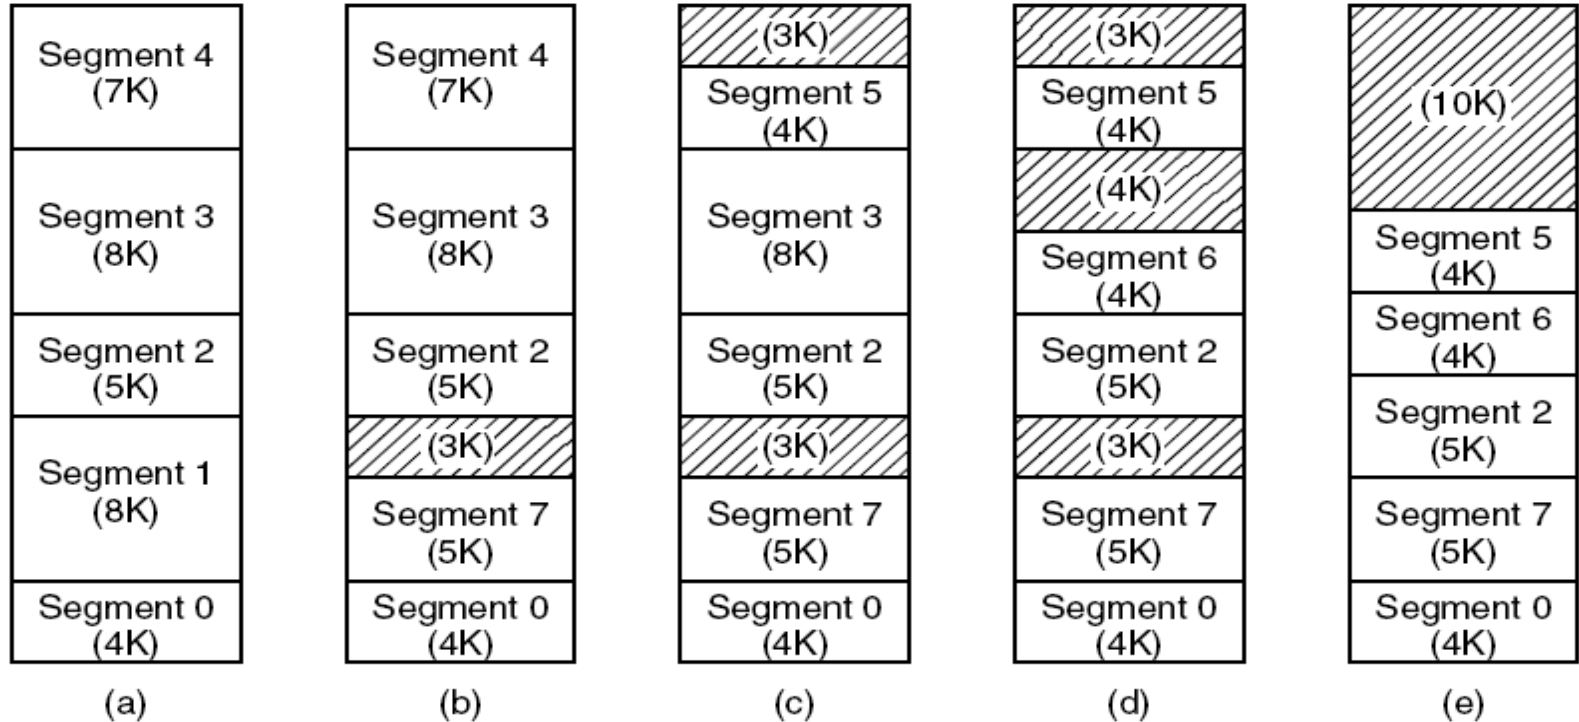 Segment 4
(7K)
Segment 3
(8K)
Segment 2
(5K)
Segment 1
(8K)
Segment 0
(4K)
(a)
Segment 4
(7K)
Segment 3
(8K)
Segment 2
(5K)
(3K)
Segment 7
(5K)
Segment 0
(4K)
(b)
(3K)
Segment 5
(4K)
Segment 3
(8K)
Segment 2
(5K)
(3K)
Segment 7
(5K)
Segment 0
(4K)
(c)
(3K)
Segment 5
(4K)
(4K)
Segment 6
(4K)
Segment 2
(5K)
(3K)
Segment 7
(5K)
Segment 0
(4K)
(d)
(10K)
Segment 5
(4K)
Segment 6
(4K)
Segment 2
(5K)
Segment 7
(5K)
Segment 0
(4K)
(e)